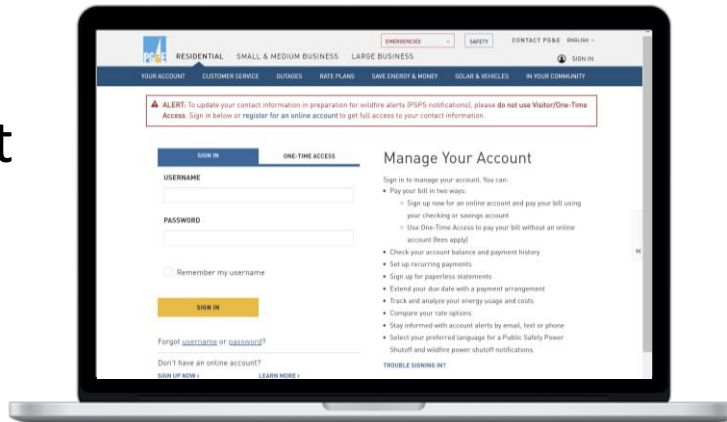 t
EMERGENCIES
SAFETY
CONTACT PG&E ENGLISH
PG&E
RESIDENTIAL SMALL & MEDIUM BUSINESS LARGE BUSINESS
SIGN IN
YOUR ACCOUNT CUSTOMER SERVICE OUTAGES RATE PLANS SAVE ENERGY & MONEY SOLAR & VEHICLES IN YOUR COMMUNITY
ALERT: To update your contact information in preparation for wildfire alerts (PSPS notifications), please do not use Visitor/One-Time
Access. Sign in below or register for an online account to get full access to your contact information.
SIGN IN ONE-TIME ACCESS
USERNAME
PASSWORD
Remember my username
SIGN IN
Forgot username or password?
Don't have an online account?
SIGN UP NOW › LEARN MORE ›
Manage Your Account
Sign in to manage your account. You can:
• Pay your bill in two ways:
○ Sign up now for an online account and pay your bill using
your checking or savings account
○ Use One-Time Access to pay your bill without an online
account (fees apply)
• Check your account balance and payment history
• Set up recurring payments
• Sign up for paperless statements
• Extend your due date with a payment arrangement
• Track and analyze your energy usage and costs
• Compare your rate options
• Stay informed with account alerts by email, text or phone
• Select your preferred language for a Public Safety Power
Shutoff and wildfire power shutoff notifications
TROUBLE SIGNING IN?